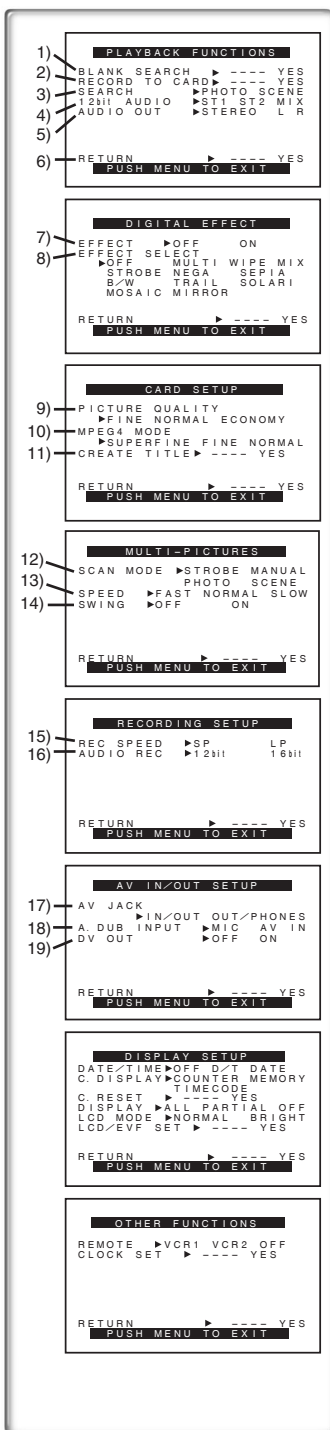 PLAYBACK FUNCTIONS
1) BLANK SEARCH ▶ ---- YES
2) RECORD TO CARD ▶ ---- YES
3) SEARCH ▶PHOTO SCENE
4) 12bit AUDIO ▶ST1 ST2 MIX
5) AUDIO OUT ▶STEREO L R
6) RETURN ▶ ---- YES
PUSH MENU TO EXIT
DIGITAL EFFECT
7) EFFECT ▶OFF ON
8) EFFECT SELECT
▶OFF MULTI WIPE MIX
STROBE NEGA SEPIA
B/W TRAIL SOLARI
MOSAIC MIRROR
RETURN ▶ ---- YES
PUSH MENU TO EXIT
CARD SETUP
9) PICTURE QUALITY
▶FINE NORMAL ECONOMY
10) MPEG4 MODE
▶SUPERFINE FINE NORMAL
11) CREATE TITLE ▶ ---- YES
RETURN ▶ ---- YES
PUSH MENU TO EXIT
MULTI-PICTURES
12) SCAN MODE ▶STROBE MANUAL
PHOTO SCENE
13) SPEED ▶FAST NORMAL SLOW
14) SWING ▶OFF ON
RETURN ▶ ---- YES
PUSH MENU TO EXIT
RECORDING SETUP
15) REC SPEED ▶SP LP
16) AUDIO REC ▶12bit 16bit
RETURN ▶ ---- YES
PUSH MENU TO EXIT
AV IN/OUT SETUP
17) AV JACK
▶IN/OUT OUT/PHONES
18) A. DUB INPUT ▶MIC AV IN
19) DV OUT ▶OFF ON
RETURN ▶ ---- YES
PUSH MENU TO EXIT
DISPLAY SETUP
DATE/TIME▶OFF D/T DATE
C. DISPLAY▶COUNTER MEMORY
TIMECODE
C. RESET ▶ ---- YES
DISPLAY ▶ALL PARTIAL OFF
LCD MODE ▶NORMAL BRIGHT
LCD/EVF SET ▶ ---- YES
RETURN ▶ ---- YES
PUSH MENU TO EXIT
OTHER FUNCTIONS
REMOTE ▶VCR1 VCR2 OFF
CLOCK SET ▶ ---- YES
RETURN ▶ ---- YES
PUSH MENU TO EXIT